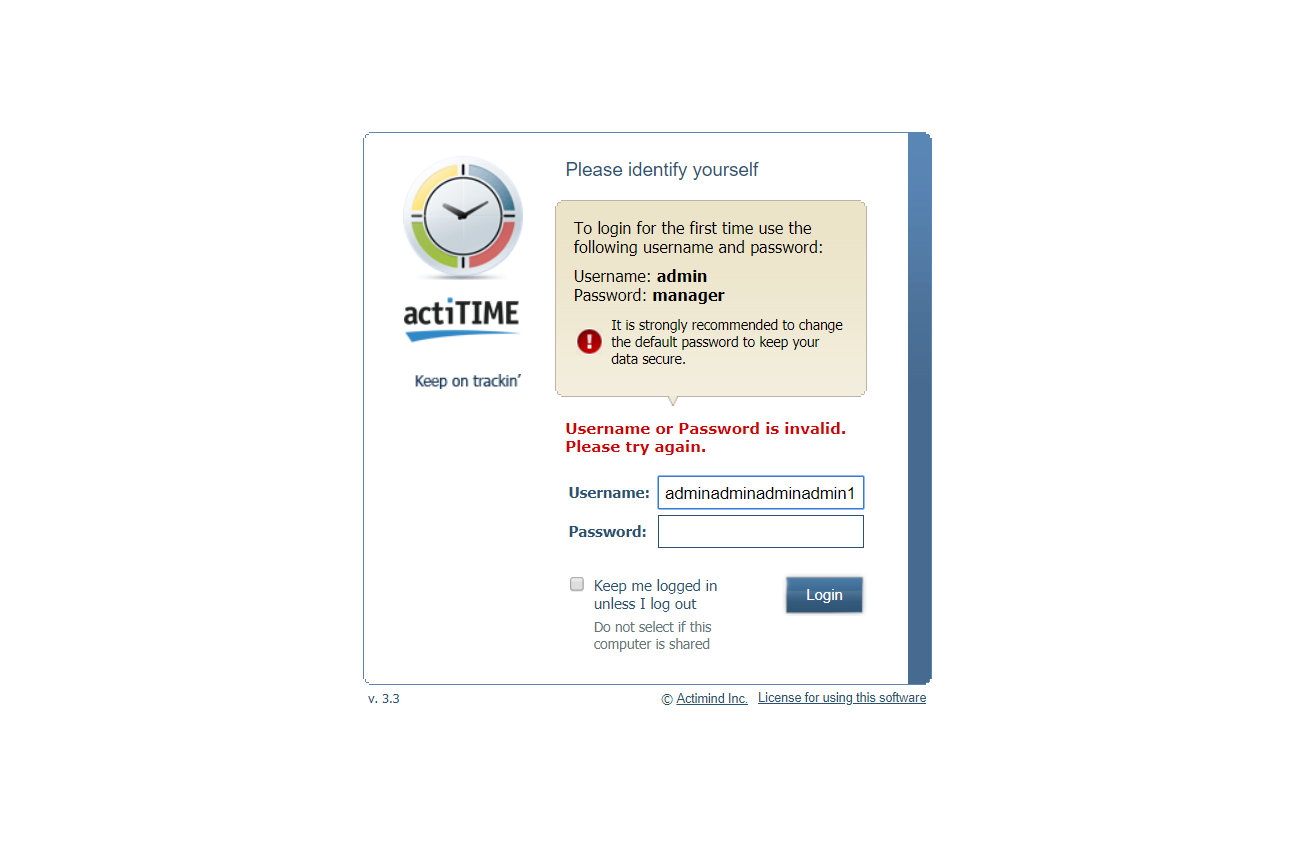 Please identify yourself
To login for the first time use the
following username and password:
Username: admin
Password: manager
It is strongly recommended to change
the default password to keep your
data secure.
actiTIME
Keep on trackin’
Username or Password is invalid.
Please try again.
Username: adminadminadminadmin1
Password:
Keep me logged in
unless I log out
Login
Do not select if this
computer is shared
v. 3.3
© Actimind Inc. License for using this software